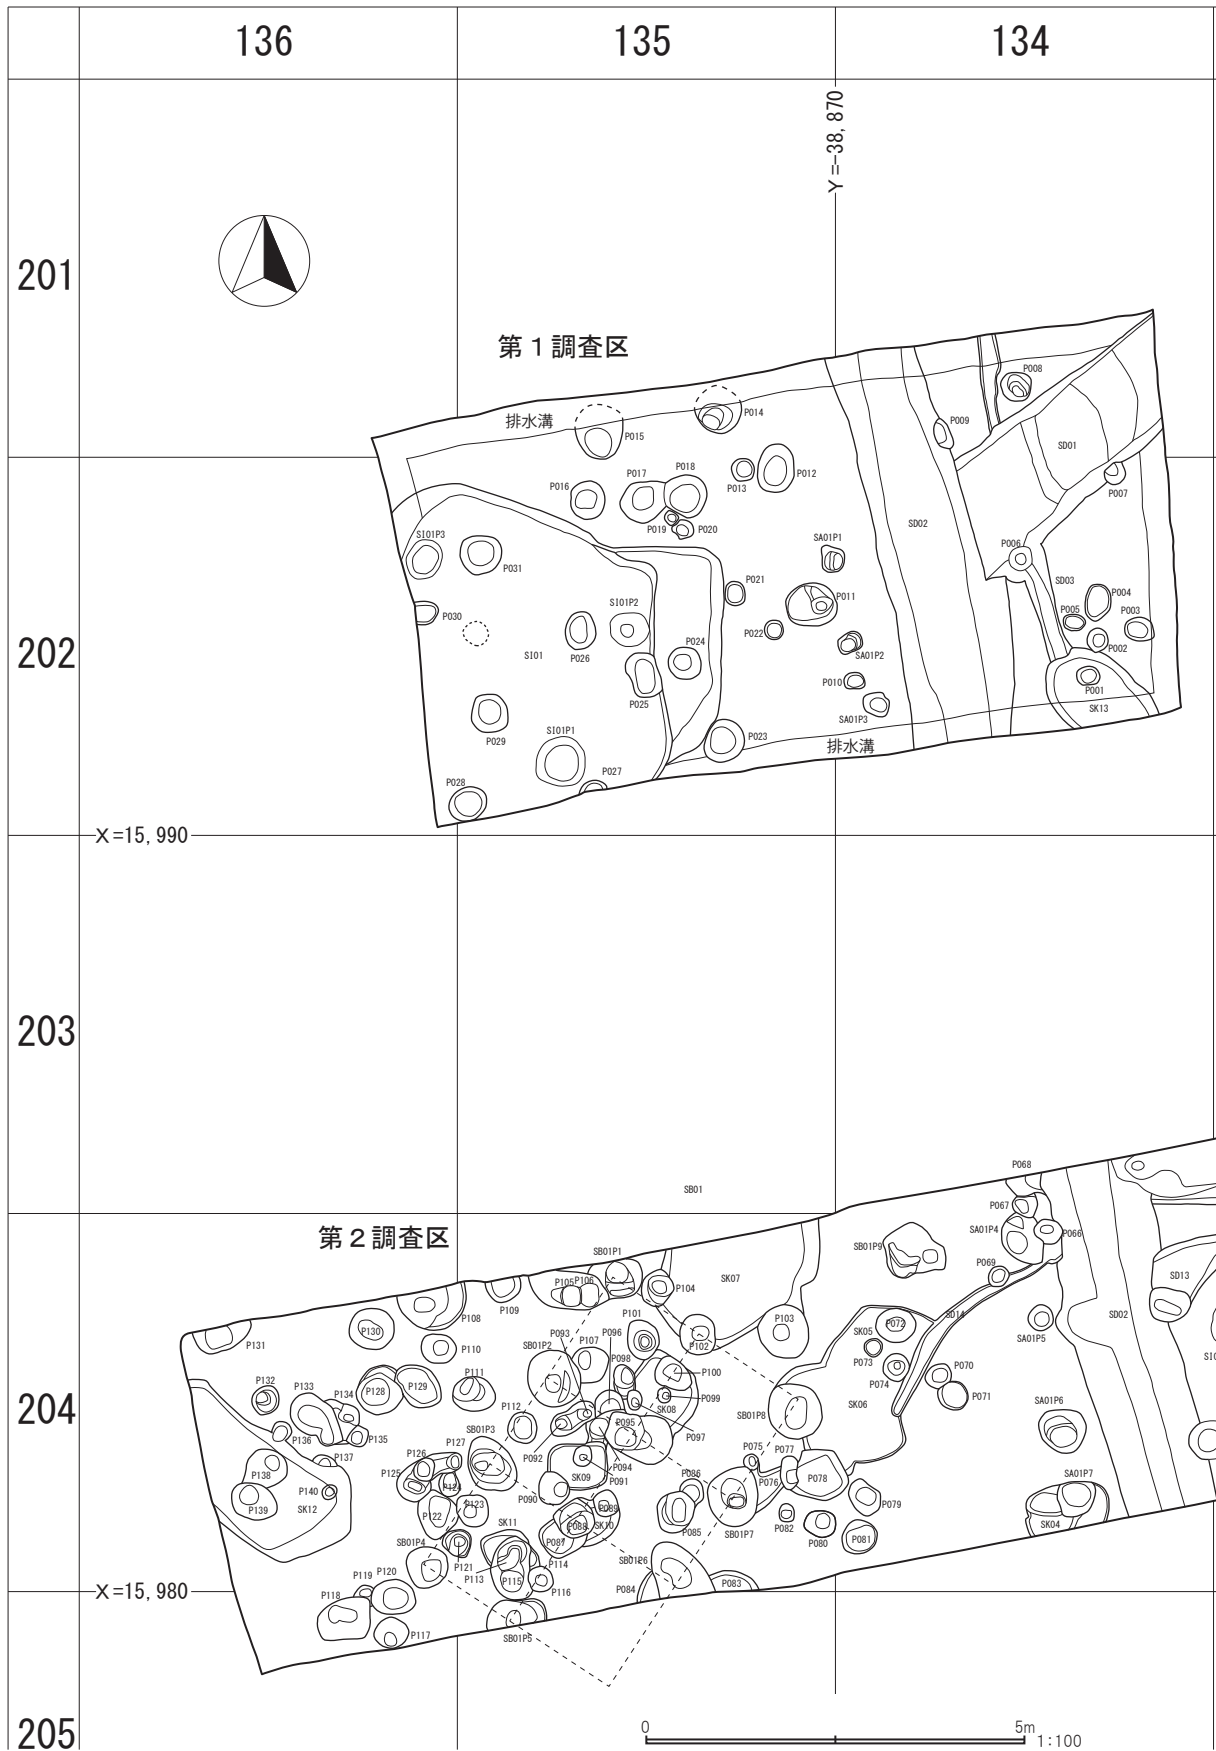 136
135
134
Y=-38,870
201
第1調査区
P008
排水溝
P014
P015
P009
SD01
P018
P017
P016
P013
P012
P007
P019
P020
SD02
SI01P3
SA01P1
P006
P031
P021
SD03
P004
P011
P030
SI01P2
P005
P003
P022
P024
202
SI01
P026
SA01P2
P002
P010
P001
P025
SK13
SA01P3
P029
SI01P1
P023
排水溝
P027
P028
X=15,990
203
P068
SB01
P067
第2調査区
SA01P4
P066
SB01P9
SB01P1
P069
SK07
SD13
P105
P106
P104
P109
SD14
SD02
P108
P101
P103
P072
P130
P096
P093
SK05
SA01P5
P131
P102
P107
P110
SB01P2
P073
P098
P100
P070
P111
P074
P132
P133
P128
P129
P099
P071
P134
204
SK08
SA01P6
SK06
P112
SB01P8
P095
SB01P3
P136
P135
P097
P127
P092
P126
P075
P077
P137
P094
P138
P125
P078
SA01P7
SK09
P091
P086
P076
P124
P140
P090
P139
SK12
P123
P089
P079
P122
P082
SK11
P088
SK10
P085
SB01P7
SK04
P087
P080
P081
SB01P4
P121
P114
SB01P6
P113
P119
P120
P115
P084
P083
P116
X=15,980
P118
P117
SB01P5
205
0
5m
1:100